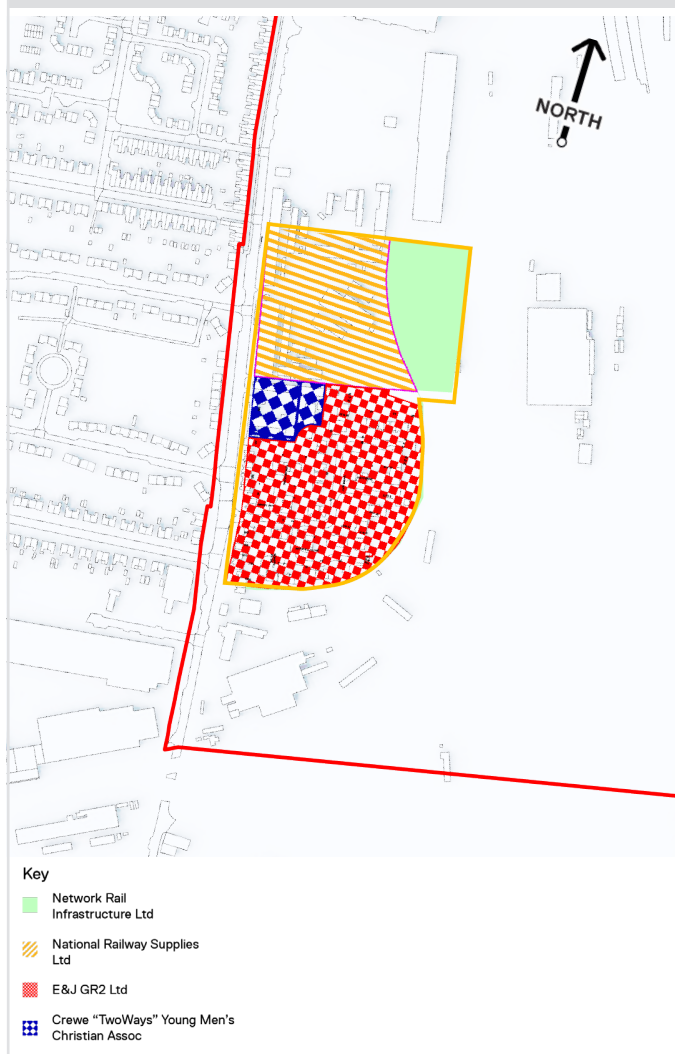 NORTH
Key
Network Rail
Infrastructure Ltd
National Railway Supplies
Ltd
E&J GR2 Ltd
Crewe “TwoWays” Young Men’s
Christian Assoc